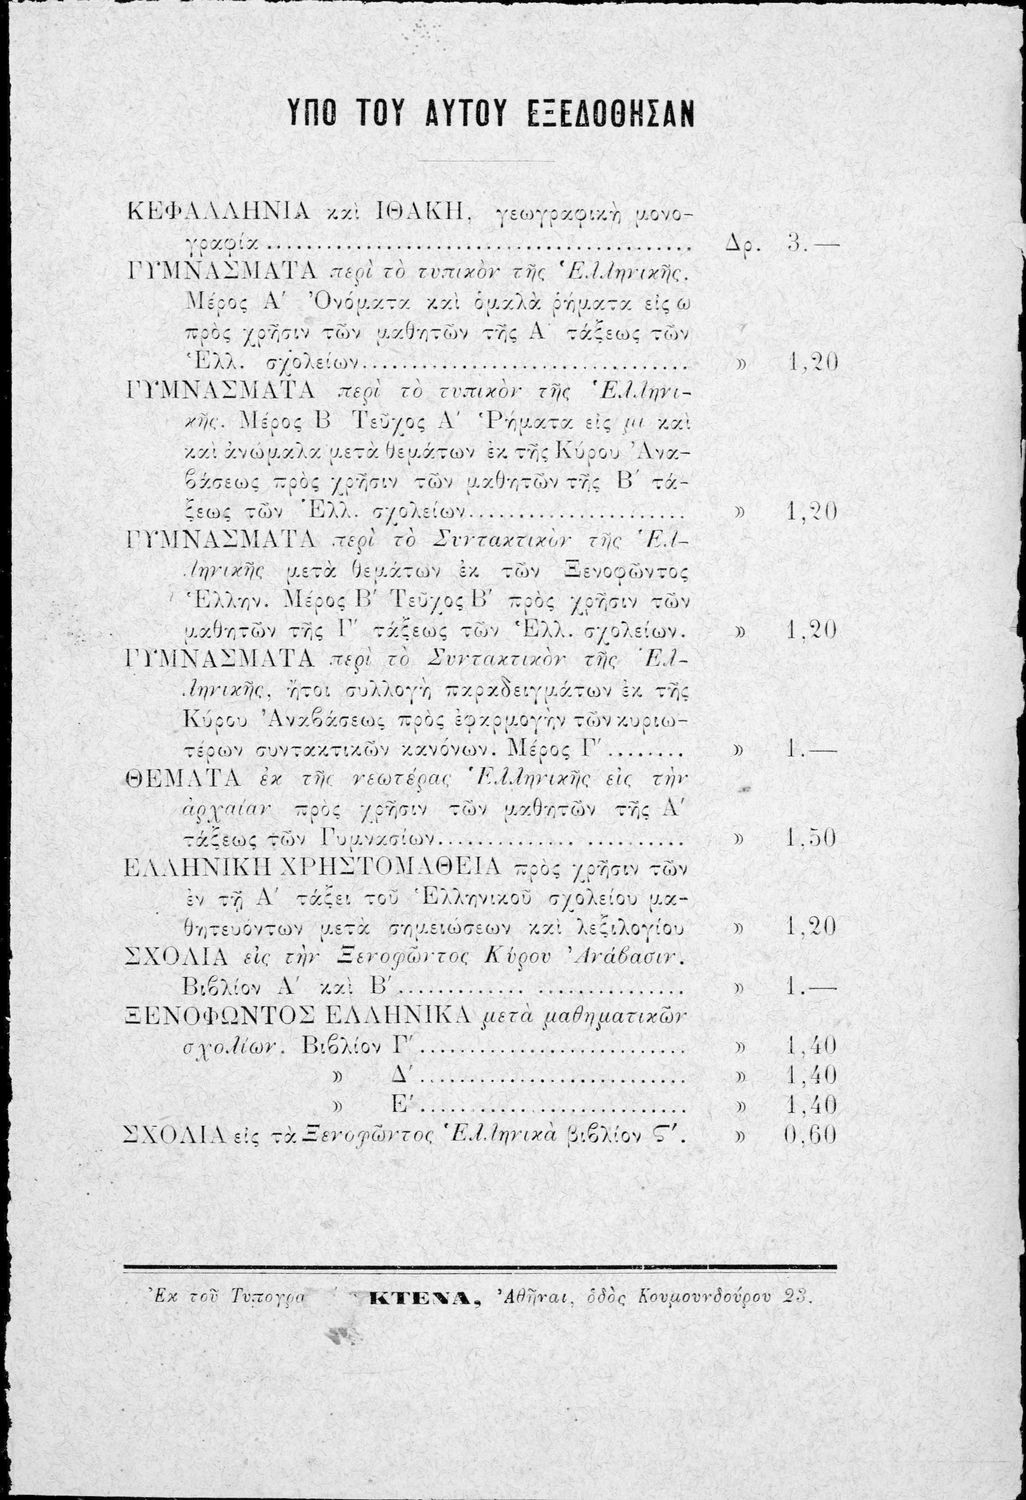 ΥΠΟ ΤΟΥ ΑΥΤΟΥ ΕΞΕΔΟΘΗΣΑΝ
ΚΕΦΑΛΛΗΝΙΑ καὶ ΙΘΑΚΗ, γεωγραφικὴ μονο-
γραφία........................................ Δρ. 3.—
ΓΥΜΝΑΣΜΑΤΑ περὶ τὸ τυπικὸν τῆς Ἑλληνικῆς.
Μέρος Α' Ὀνόματα καὶ ὁμαλὰ ῥήματα εἰς ω
πρὸς χρῆσιν τῶν μαθητῶν τῆς Α' τάξεως τῶν
Ἑλλ. σχολείων................................ » 1,20
ΓΥΜΝΑΣΜΑΤΑ περὶ τὸ τυπικὸν τῆς Ἑλληνι-
κῆς. Μέρος Β Τεῦχος Α' Ῥήματα εἰς μι καὶ
καὶ ἀνώμαλα μετὰ θεμάτων ἐκ τῆς Κύρου Ἀνα-
βάσεως πρὸς χρῆσιν τῶν μαθητῶν τῆς Β' τά-
ξεως τῶν Ἑλλ. σχολείων..................... » 1,20
ΓΥΜΝΑΣΜΑΤΑ περὶ τὸ Συντακτικὸν τῆς Ἑλ-
ληνικῆς μετὰ θεμάτων ἐκ τῶν Ξενοφῶντος
Ἑλλην. Μέρος Β' Τεῦχος Β' πρὸς χρῆσιν τῶν
μαθητῶν τῆς Γ' τάξεως τῶν Ἑλλ. σχολείων. » 1,20
ΓΥΜΝΑΣΜΑΤΑ περὶ τὸ Συντακτικὸν τῆς Ἑλ-
ληνικῆς, ἤτοι συλλογὴ παραδειγμάτων ἐκ τῆς
Κύρου Ἀναβάσεως πρὸς ἐφαρμογὴν τῶν κυριω-
τέρων συντακτικῶν κανόνων. Μέρος Γ'........ » 1.—
ΘΕΜΑΤΑ ἐκ τῆς νεωτέρας Ἑλληνικῆς εἰς τὴν
ἀρχαίαν πρὸς χρῆσιν τῶν μαθητῶν τῆς Α'
τάξεως τῶν Γυμνασίων........................ » 1,50
ΕΛΛΗΝΙΚΗ ΧΡΗΣΤΟΜΑΘΕΙΑ πρὸς χρῆσιν τῶν
ἐν τῇ Α' τάξει τοῦ Ἑλληνικοῦ σχολείου μα-
θητευόντων μετὰ σημειώσεων καὶ λεξιλογίου » 1,20
ΣΧΟΛΙΑ εἰς τὴν Ξενοφῶντος Κύρου Ἀνάβασιν.
Βιβλίον Α' καὶ Β'........................... » 1.—
ΞΕΝΟΦΩΝΤΟΣ ΕΛΛΗΝΙΚΑ μετὰ μαθηματικῶν
σχολίων. Βιβλίον Γ'.......................... » 1,40
» Δ'.......................... » 1,40
» Ε'.......................... » 1,40
ΣΧΟΛΙΑ εἰς τὰ Ξενοφῶντος Ἑλληνικὰ βιβλίον Ϛ'. » 0,60
Ἐκ τοῦ Τυπογρα ΚΤΕΝΑ, Ἀθῆναι, ὁδὸς Κουμουνδούρου 23.